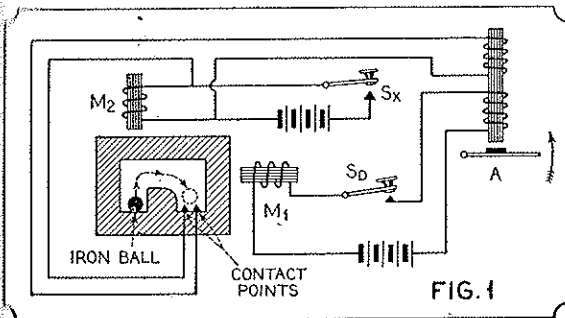 M2
SX
SD
A
M1
IRON BALL
CONTACT
POINTS
FIG. 1